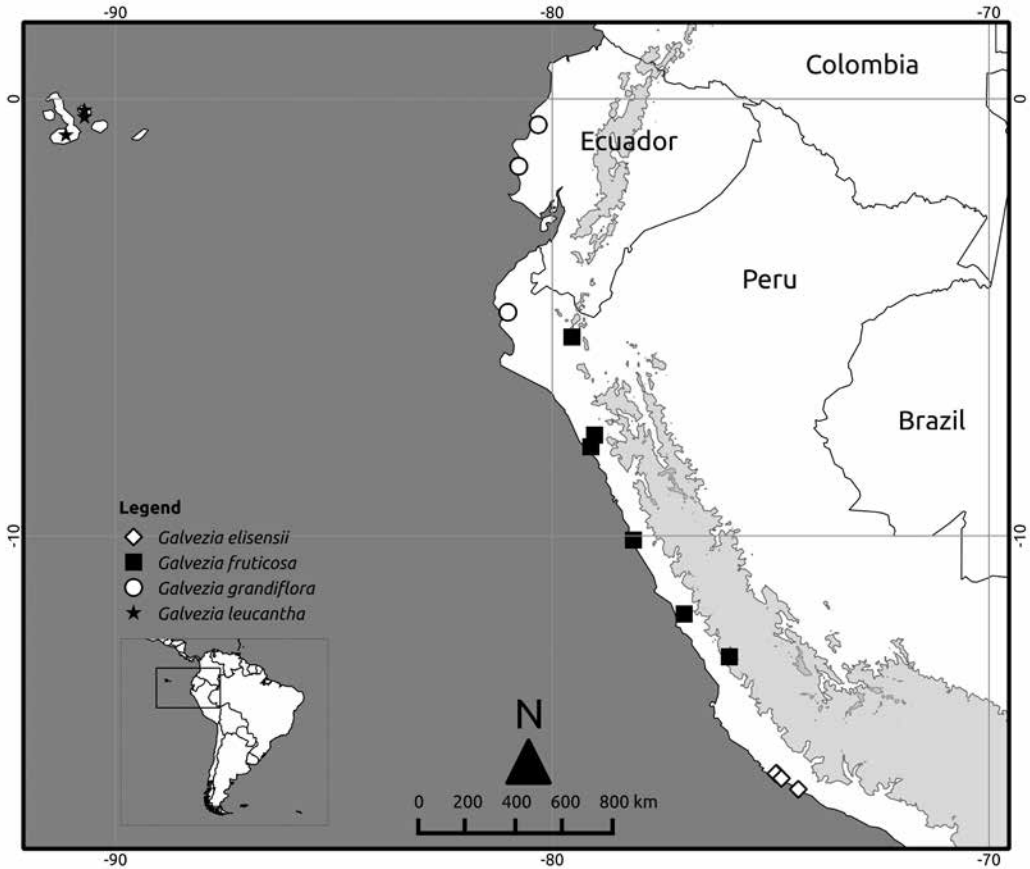 -90
-80
-70
Colombia
0
0
Ecuador
Peru
Brazil
Legend
Galvezia elisensii
Galvezia fruticosa
Galvezia grandiflora
Galvezia leucantha
-10
-10
N
0 200 400 600 800 km
-90
-80
-70